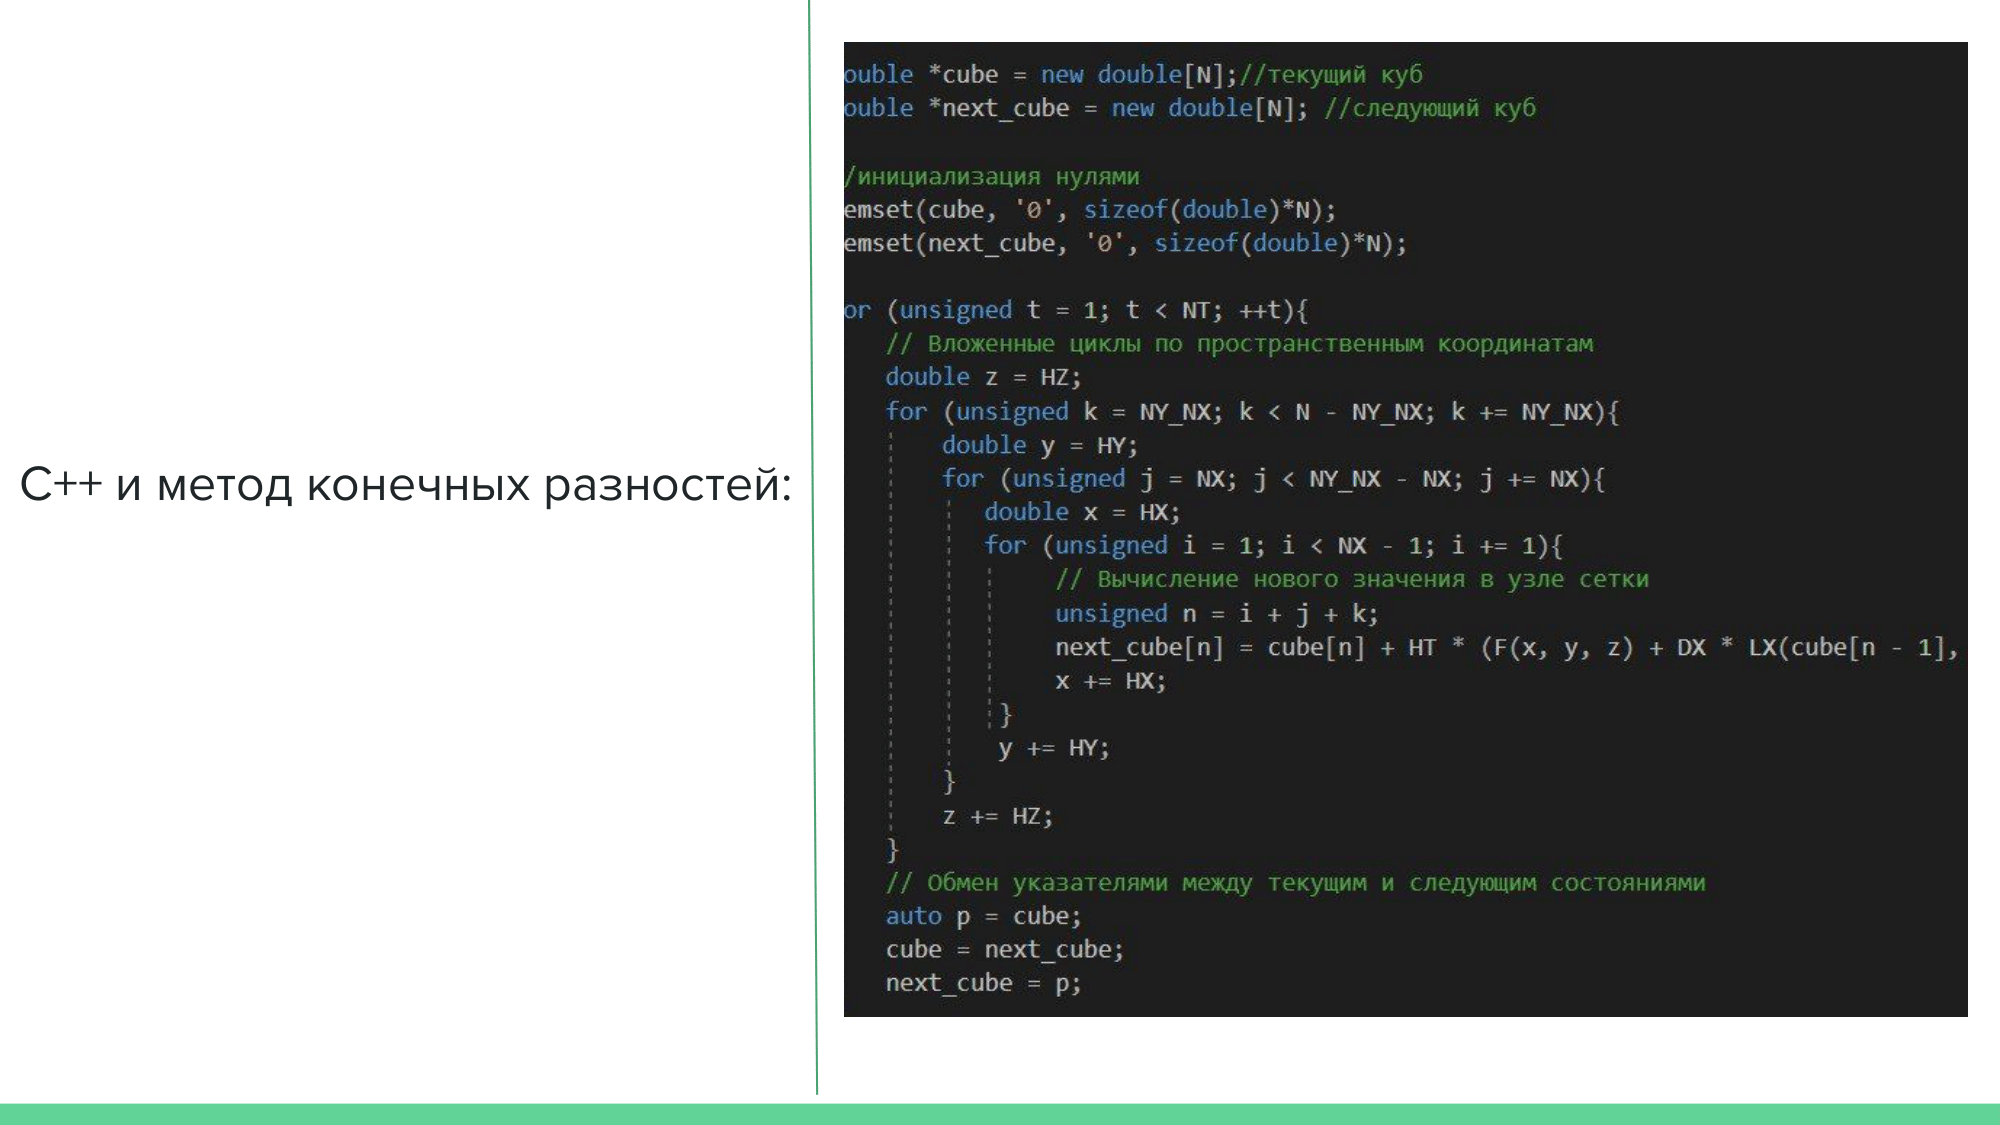 C++ и метод конечных разностей:
ouble *cube = new double[N];//текущий куб
ouble *next_cube = new double[N]; //следующий куб
/инициализация нулями
emset(cube, '0', sizeof(double)*N);
emset(next_cube, '0', sizeof(double)*N);
or (unsigned t = 1; t < NT; ++t){
// Вложенные циклы по пространственным координатам
double z = HZ;
for (unsigned k = NY_NX; k < N - NY_NX; k += NY_NX){
double y = HY;
for (unsigned j = NX; j < NY_NX - NX; j += NX){
double x = HX;
for (unsigned i = 1; i < NX - 1; i += 1){
// Вычисление нового значения в узле сетки
unsigned n = i + j + k;
next_cube[n] = cube[n] + HT * (F(x, y, z) + DX * LX(cube[n - 1],
x += HX;
}
y += HY;
}
z += HZ;
}
// Обмен указателями между текущим и следующим состояниями
auto p = cube;
cube = next_cube;
next_cube = p;